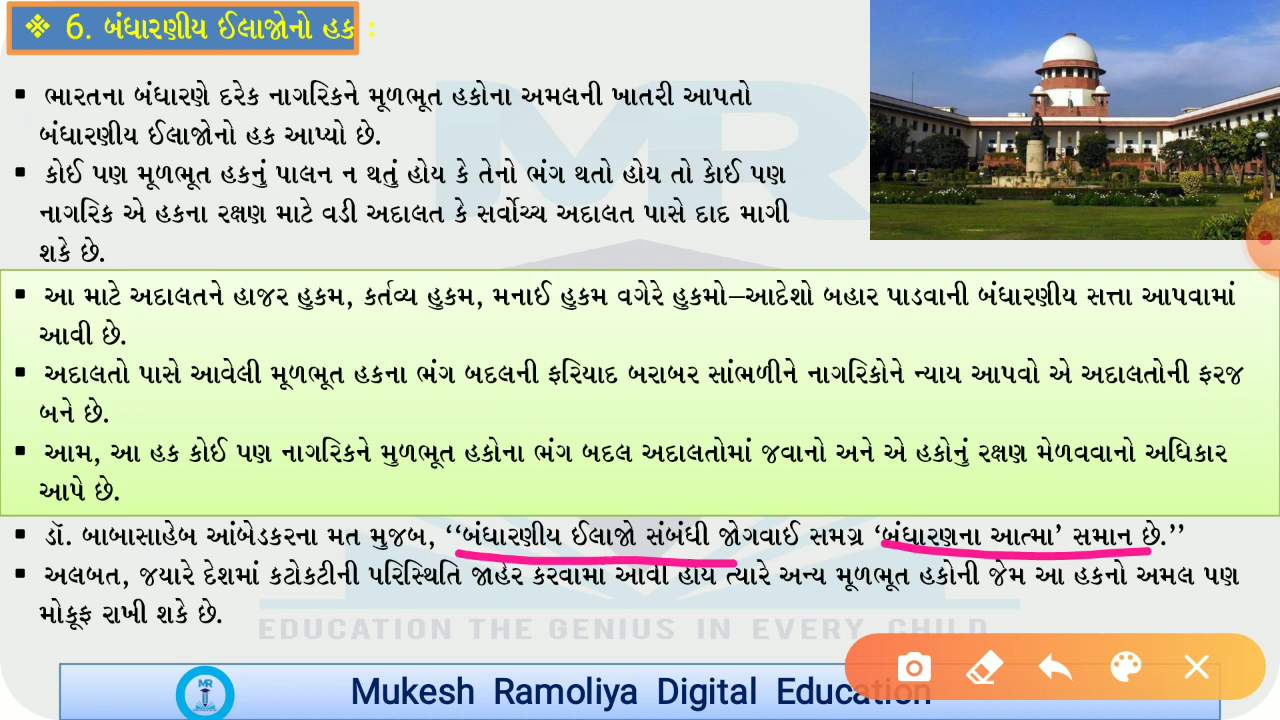 ❖ 6. બંધારણીય ઈલાજોનો હક :
▪ ભારતના બંધારણે દરેક નાગરિકને મૂળભૂત હકોના અમલની ખાતરી આપતો
બંધારણીય ઈલાજોનો હક આપ્યો છે.
▪ કોઈ પણ મૂળભૂત હકનું પાલન ન થતું હોય કે તેનો ભંગ થતો હોય તો કોઈ પણ
નાગરિક એ હકના રક્ષણ માટે વડી અદાલત કે સર્વોચ્ચ અદાલત પાસે દાદ માગી
શકે છે.
▪ આ માટે અદાલતને હાજર હુકમ, કર્તવ્ય હુકમ, મનાઈ હુકમ વગેરે હુકમો–આદેશો બહાર પાડવાની બંધારણીય સત્તા આપવામાં
આવી છે.
▪ અદાલતો પાસે આવેલી મૂળભૂત હકના ભંગ બદલની ફરિયાદ બરાબર સાંભળીને નાગરિકોને ન્યાય આપવો એ અદાલતોની ફરજ
બને છે.
▪ આમ, આ હક કોઈ પણ નાગરિકને મુળભૂત હકોના ભંગ બદલ અદાલતોમાં જવાનો અને એ હકોનું રક્ષણ મેળવવાનો અધિકાર
આપે છે.
▪ ડૉ. બાબાસાહેબ આંબેડકરના મત મુજબ, ‘‘બંધારણીય ઈલાજો સંબંધી જોગવાઈ સમગ્ર ‘બંધારણના આત્મા’ સમાન છે.’’
▪ અલબત, જયારે દેશમાં કટોકટીની પરિસ્થિતિ જાહેર કરવામાં આવી હોય ત્યારે અન્ય મૂળભૂત હકોની જેમ આ હકનો અમલ પણ
મોકૂફ રાખી શકે છે.
MR
EDUCATION THE GENIUS IN EVERY CHILD
MR
Mukesh Ramoliya Digital Education